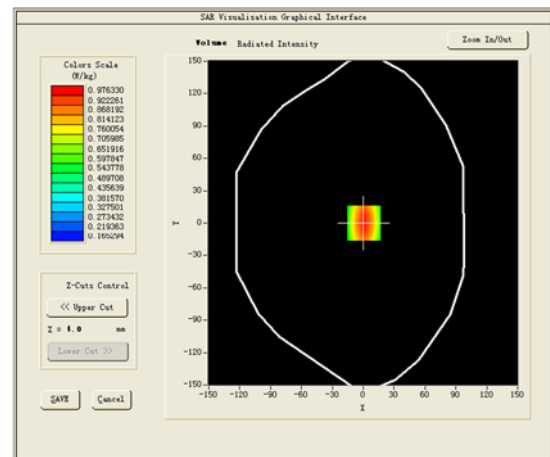 SAR Visualisation Graphical Interface
Volume Radiated Intensity
Zoom In/Out
Colors Scale
(W/kg)
0.976330
0.922261
0.868192
0.814123
0.760054
0.705985
0.651916
0.597847
0.543778
0.489708
0.435639
0.381570
0.327501
0.273432
0.219363
0.165294
Z-Cuts Control
<< Upper Cut
Z = 4.0 mm
Lower Cut >>
SAVE
Cancel
150
120
90
60
30
0
-30
-60
-90
-120
-150
Y
-150 -120 -90 -60 -30 0 30 60 90 120 150
X